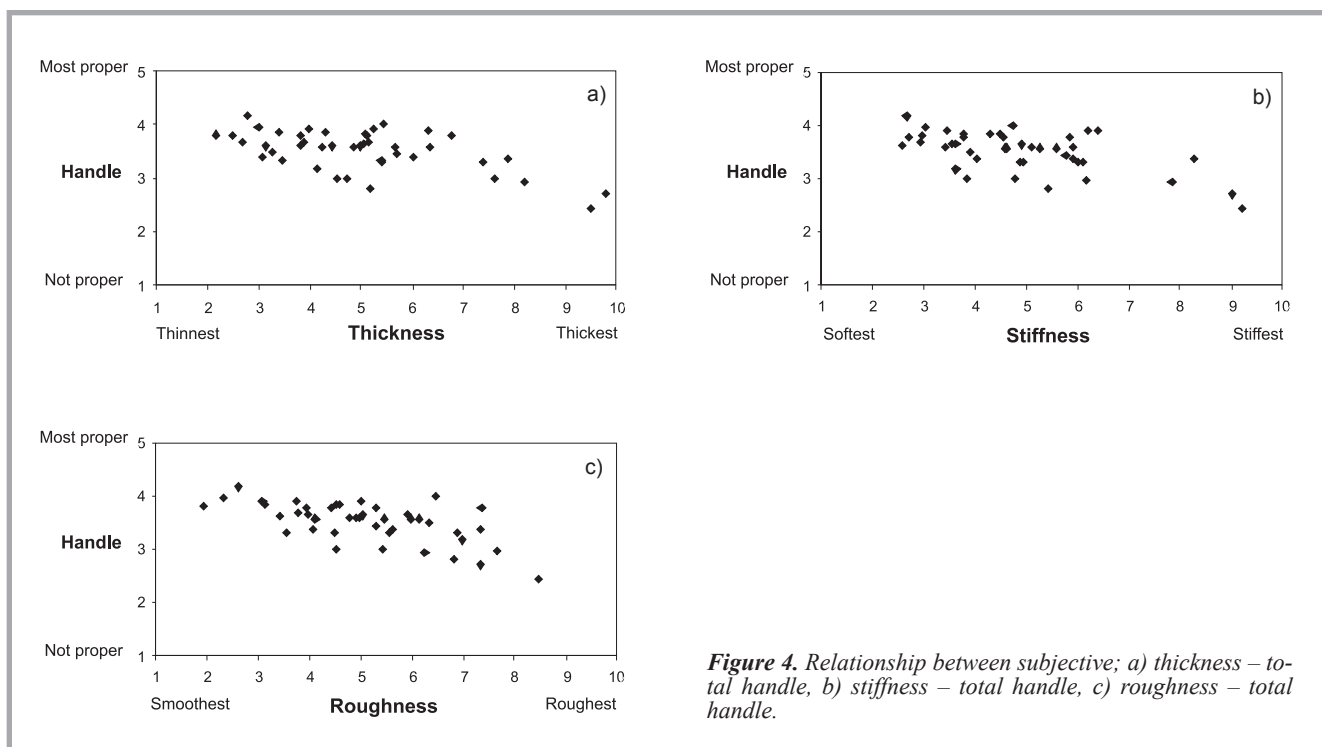 Most proper
5
a)
4
Handle
3
2
Not proper
1
1 2 3 4 5 6 7 8 9 10
Thinnest Thickness Thickest
Most proper
5
b)
4
Handle
3
2
Not proper
1
1 2 3 4 5 6 7 8 9 10
Softest Stiffness Stiffest
Most proper
5
c)
4
Handle
3
2
Not proper
1
1 2 3 4 5 6 7 8 9 10
Smoothest Roughness Roughest
Figure 4. Relationship between subjective; a) thickness – to-
tal handle, b) stiffness – total handle, c) roughness – total
handle.